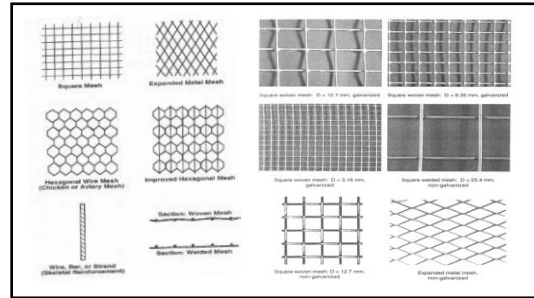 Square Mesh
Expanded Metal Mesh
Hexagonal Wire Mesh
(Chicken or Aviary Mesh)
Improved Hexagonal Mesh
Wire, Bar, or Strand
(Skeletal Reinforcement)
Section: Woven Mesh
Section: Welded Mesh
Square woven mesh: D = 12.7 mm, galvanized
Square woven mesh: D = 6.35 mm, galvanized
Square woven mesh: D = 3.18 mm,
galvanized
Square welded mesh: D = 25.4 mm,
non-galvanized
Square woven mesh: D = 12.7 mm,
non-galvanized
Expanded metal mesh,
non-galvanized